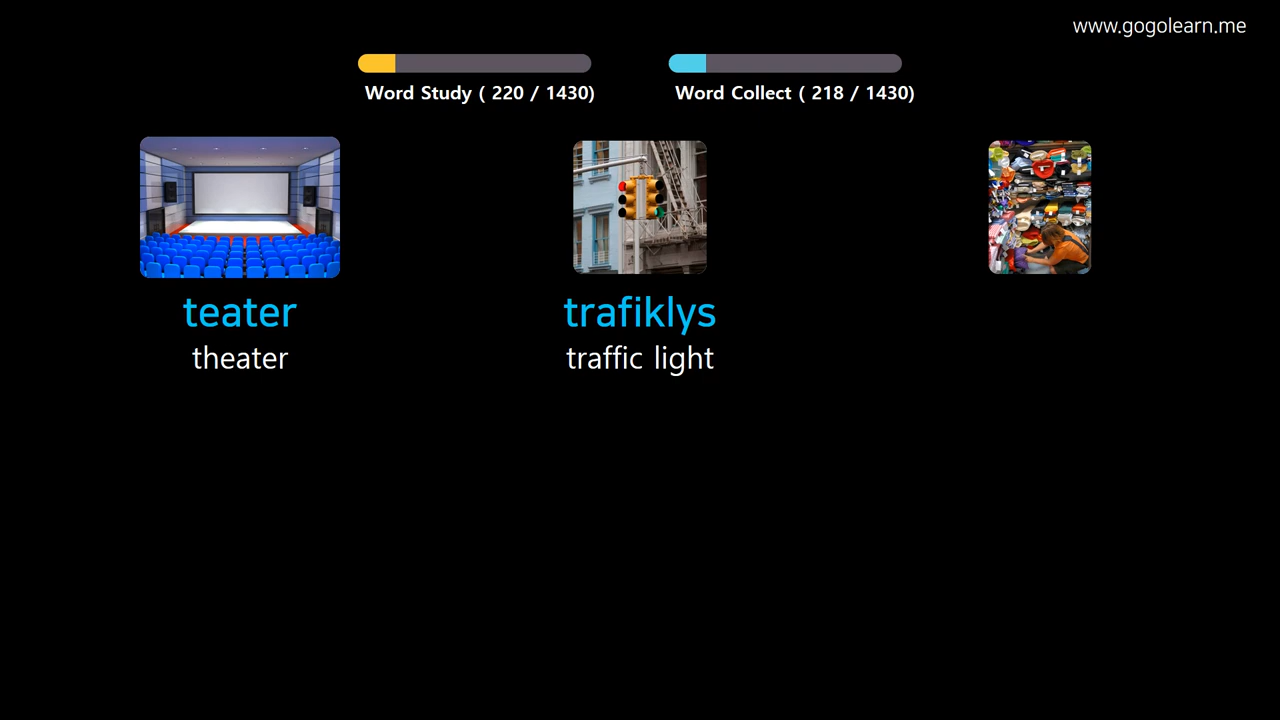 www.gogolearn.me
Word Study ( 220 / 1430)
Word Collect ( 218 / 1430)
teater
theater
trafiklys
traffic light